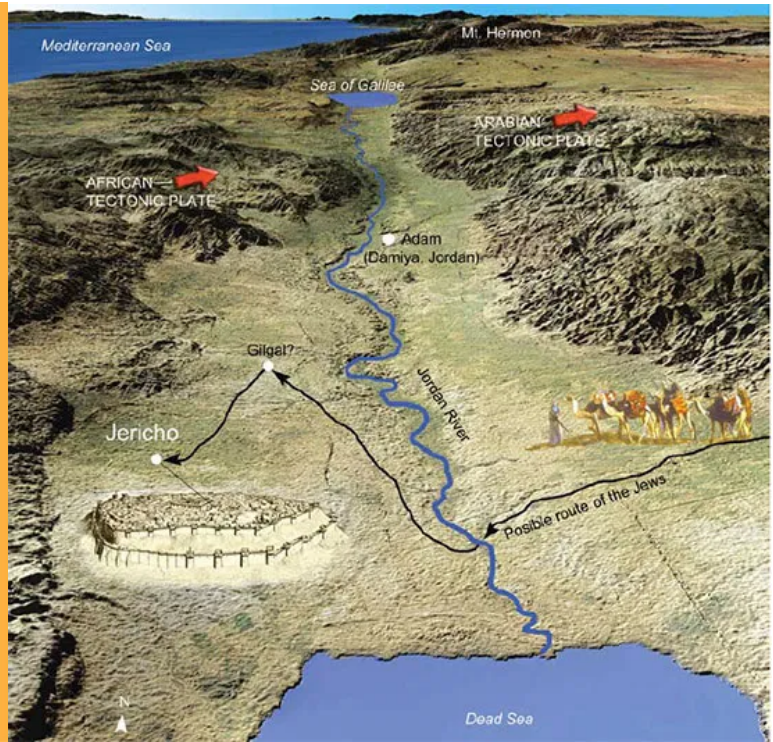 Mediterranean Sea
Mt. Hermon
Sea of Galilee
ARABIAN
TECTONIC PLATE
AFRICAN
TECTONIC PLATE
Adam
(Damiya, Jordan)
Gilgal?
Jordan River
Jericho
Posible route of the Jews
N
Dead Sea